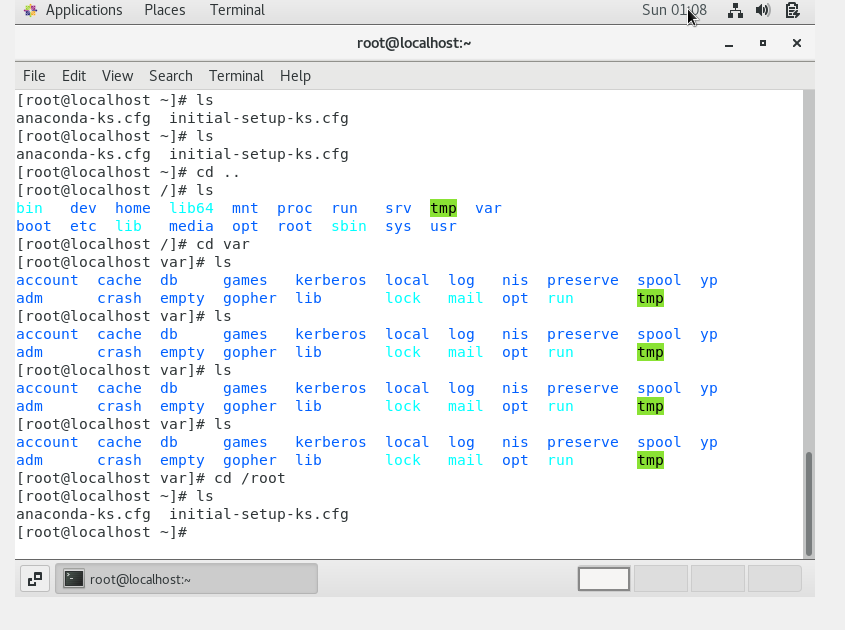 Applications Places Terminal Sun 01:08
root@localhost:~
File Edit View Search Terminal Help
[root@localhost ~]# ls
anaconda-ks.cfg  initial-setup-ks.cfg
[root@localhost ~]# ls
anaconda-ks.cfg  initial-setup-ks.cfg
[root@localhost ~]# cd ..
[root@localhost /]# ls
bin   dev  home  lib64  mnt  proc  run   srv  tmp  var
boot  etc  lib   media  opt  root  sbin  sys  usr
[root@localhost /]# cd var
[root@localhost var]# ls
account  cache  db     games   kerberos  local  log   nis  preserve  spool  yp
adm      crash  empty  gopher  lib       lock   mail  opt  run       tmp
[root@localhost var]# ls
account  cache  db     games   kerberos  local  log   nis  preserve  spool  yp
adm      crash  empty  gopher  lib       lock   mail  opt  run       tmp
[root@localhost var]# ls
account  cache  db     games   kerberos  local  log   nis  preserve  spool  yp
adm      crash  empty  gopher  lib       lock   mail  opt  run       tmp
[root@localhost var]# ls
account  cache  db     games   kerberos  local  log   nis  preserve  spool  yp
adm      crash  empty  gopher  lib       lock   mail  opt  run       tmp
[root@localhost var]# cd /root
[root@localhost ~]# ls
anaconda-ks.cfg  initial-setup-ks.cfg
[root@localhost ~]#
root@localhost:~